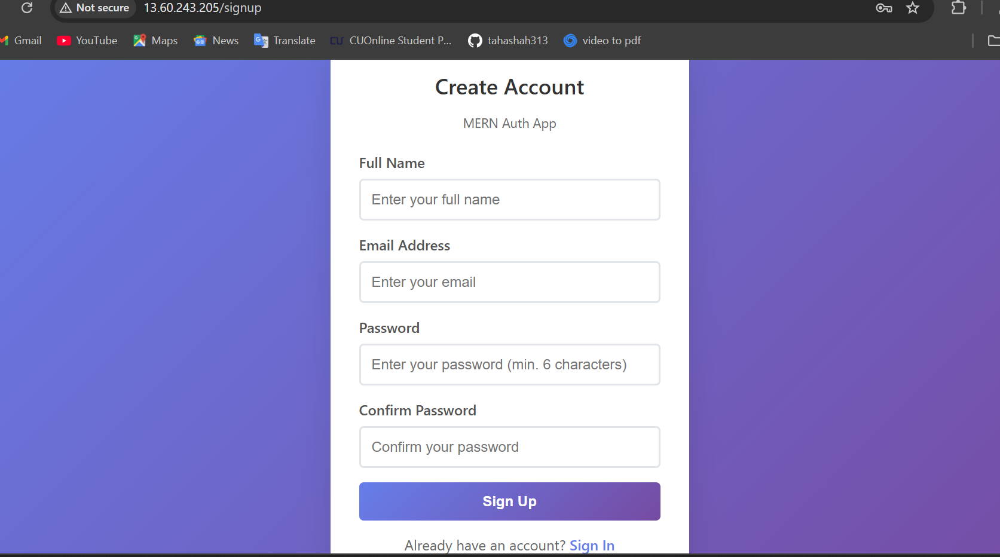 Not secure 13.60.243.205/signup
Gmail YouTube Maps News Translate CUOnline Student P... tahashah313 video to pdf
Create Account
MERN Auth App
Full Name
Enter your full name
Email Address
Enter your email
Password
Enter your password (min. 6 characters)
Confirm Password
Confirm your password
Sign Up
Already have an account? Sign In